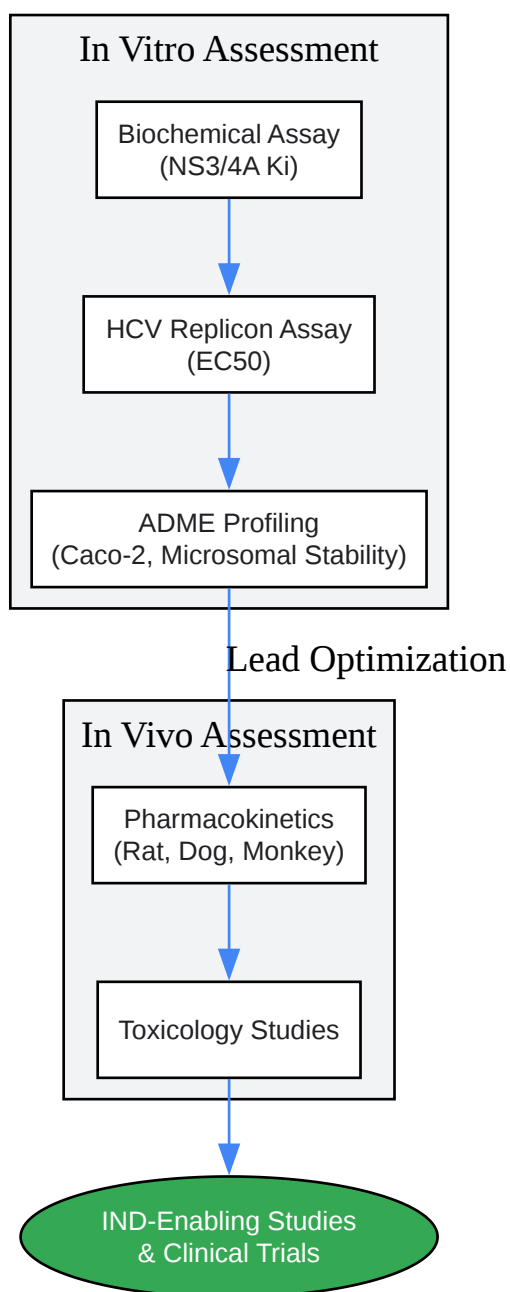 In Vitro Assessment
Biochemical Assay
(NS3/4A Ki)
HCV Replicon Assay
(EC50)
ADME Profiling
(Caco-2, Microsomal Stability)
Lead Optimization
In Vivo Assessment
Pharmacokinetics
(Rat, Dog, Monkey)
Toxicology Studies
IND-Enabling Studies
& Clinical Trials